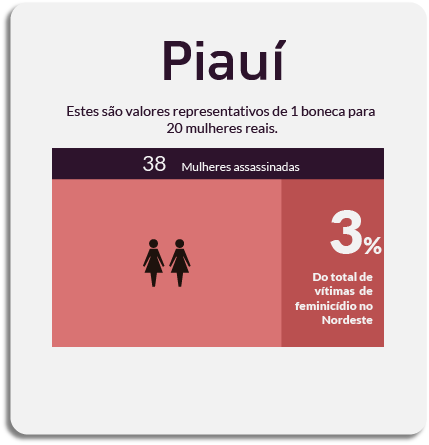 Piauí
Estes são valores representativos de 1 boneca para
20 mulheres reais.
38 Mulheres assassinadas
3%
Do total de
vítimas de
feminicídio no
Nordeste